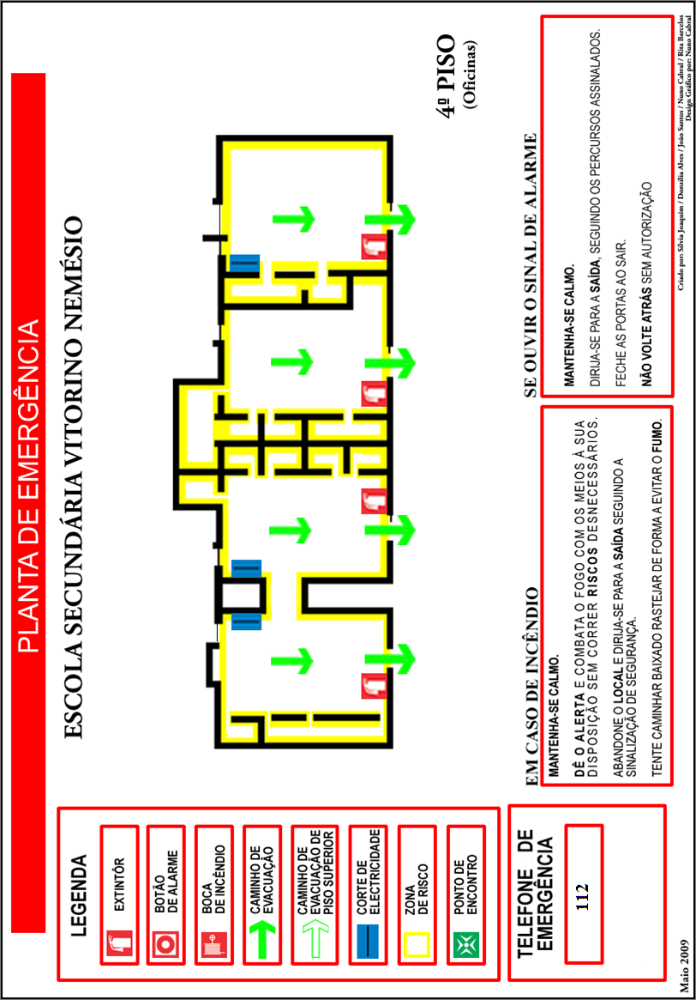 PLANTA DE EMERGÊNCIA
ESCOLA SECUNDÁRIA VITORINO NEMÉSIO
4º PISO
(Oficinas)
LEGENDA
EXTINTÔR
BOTÃO
DE ALARME
BOCA
DE INCÊNDIO
CAMINHO DE
EVACUAÇÃO
CAMINHO DE
EVACUAÇÃO DE
PISO SUPERIOR
CORTE DE
ELECTRICIDADE
ZONA
DE RISCO
PONTO DE
ENCONTRO
TELEFONE DE
EMERGÊNCIA
112
EM CASO DE INCÊNDIO
MANTENHA-SE CALMO.
DÊ O ALERTA E COMBATA O FOGO COM OS MEIOS À SUA
DISPOSIÇÃO SEM CORRER RISCOS DESNECESSÁRIOS.
ABANDONE O LOCAL E DIRIJA-SE PARA A SAÍDA SEGUINDO A
SINALIZAÇÃO DE SEGURANÇA.
TENTE CAMINHAR BAIXADO RASTEJAR DE FORMA A EVITAR O FUMO.
SE OUVIR O SINAL DE ALARME
MANTENHA-SE CALMO.
DIRIJA-SE PARA A SAÍDA, SEGUINDO OS PERCURSOS ASSINALADOS.
FECHE AS PORTAS AO SAIR.
NÃO VOLTE ATRÁS SEM AUTORIZAÇÃO
Maio 2009
Criado por: Sílvia Joaquim / Donzília Alves / João Santos / Nuno Cabral / Rita Barcelos
Design Gráfico por: Nuno Cabral